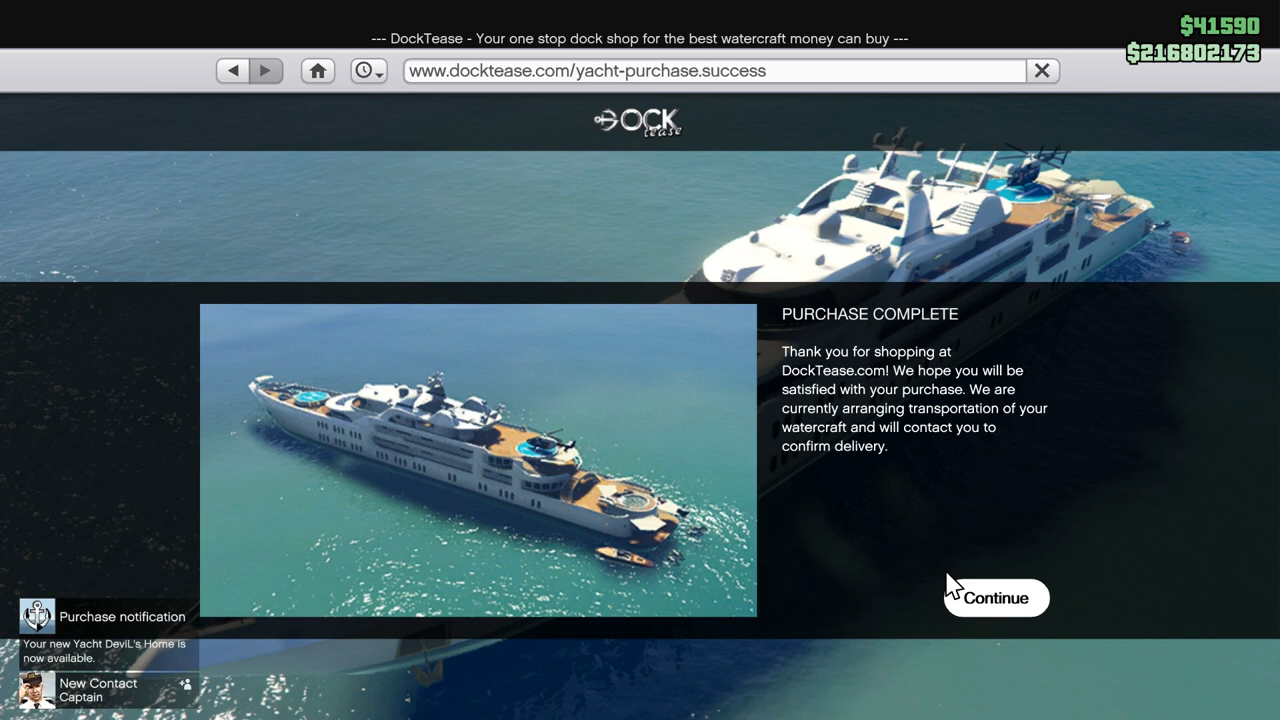 $41590
--- DockTease - Your one stop dock shop for the best watercraft money can buy ---
$216802173
www.docktease.com/yacht-purchase.success
DOCK
tease
PURCHASE COMPLETE
Thank you for shopping at
DockTease.com! We hope you will be
satisfied with your purchase. We are
currently arranging transportation of your
watercraft and will contact you to
confirm delivery.
Continue
Purchase notification
Your new Yacht DeviL's Home is
now available.
New Contact
Captain